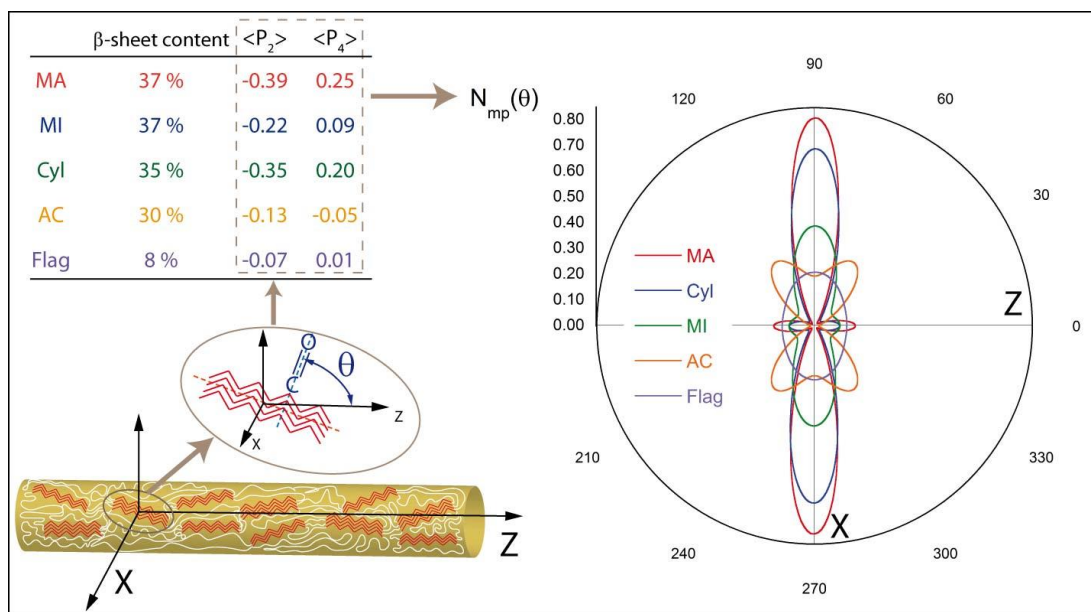 β-sheet content <P2> <P4>
MA 37 % -0.39 0.25
MI 37 % -0.22 0.09
Cyl 35 % -0.35 0.20
AC 30 % -0.13 -0.05
Flag 8 % -0.07 0.01
Nmp(θ)
O
C
θ
Z
X
X
Z
90
120
60
30
0
330
300
270
240
210
0.80
0.70
0.60
0.50
0.40
0.30
0.20
0.10
0.00
MA
Cyl
MI
AC
Flag
Z
X